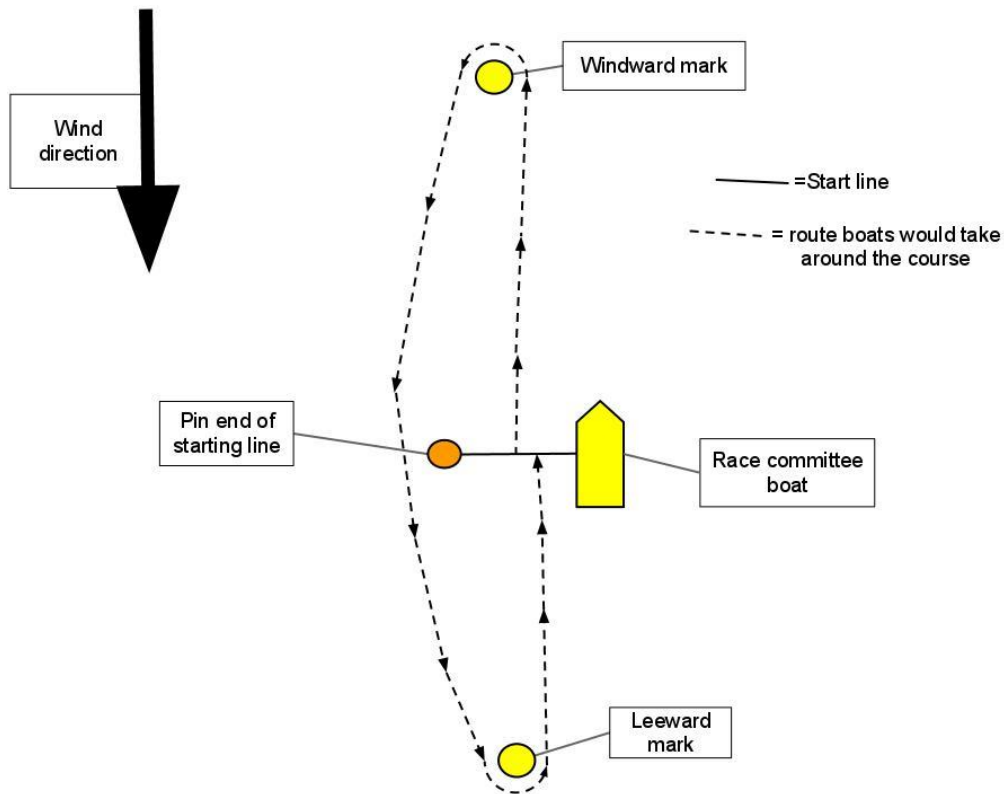 Windward mark
Wind
direction
=Start line
= route boats would take
around the course
Pin end of
starting line
Race committee
boat
Leeward
mark